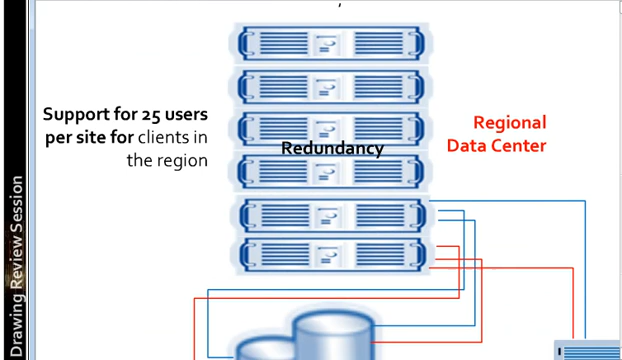 Support for 25 users
per site for clients in
the region
Redundancy
Regional
Data Center
Drawing Review Session